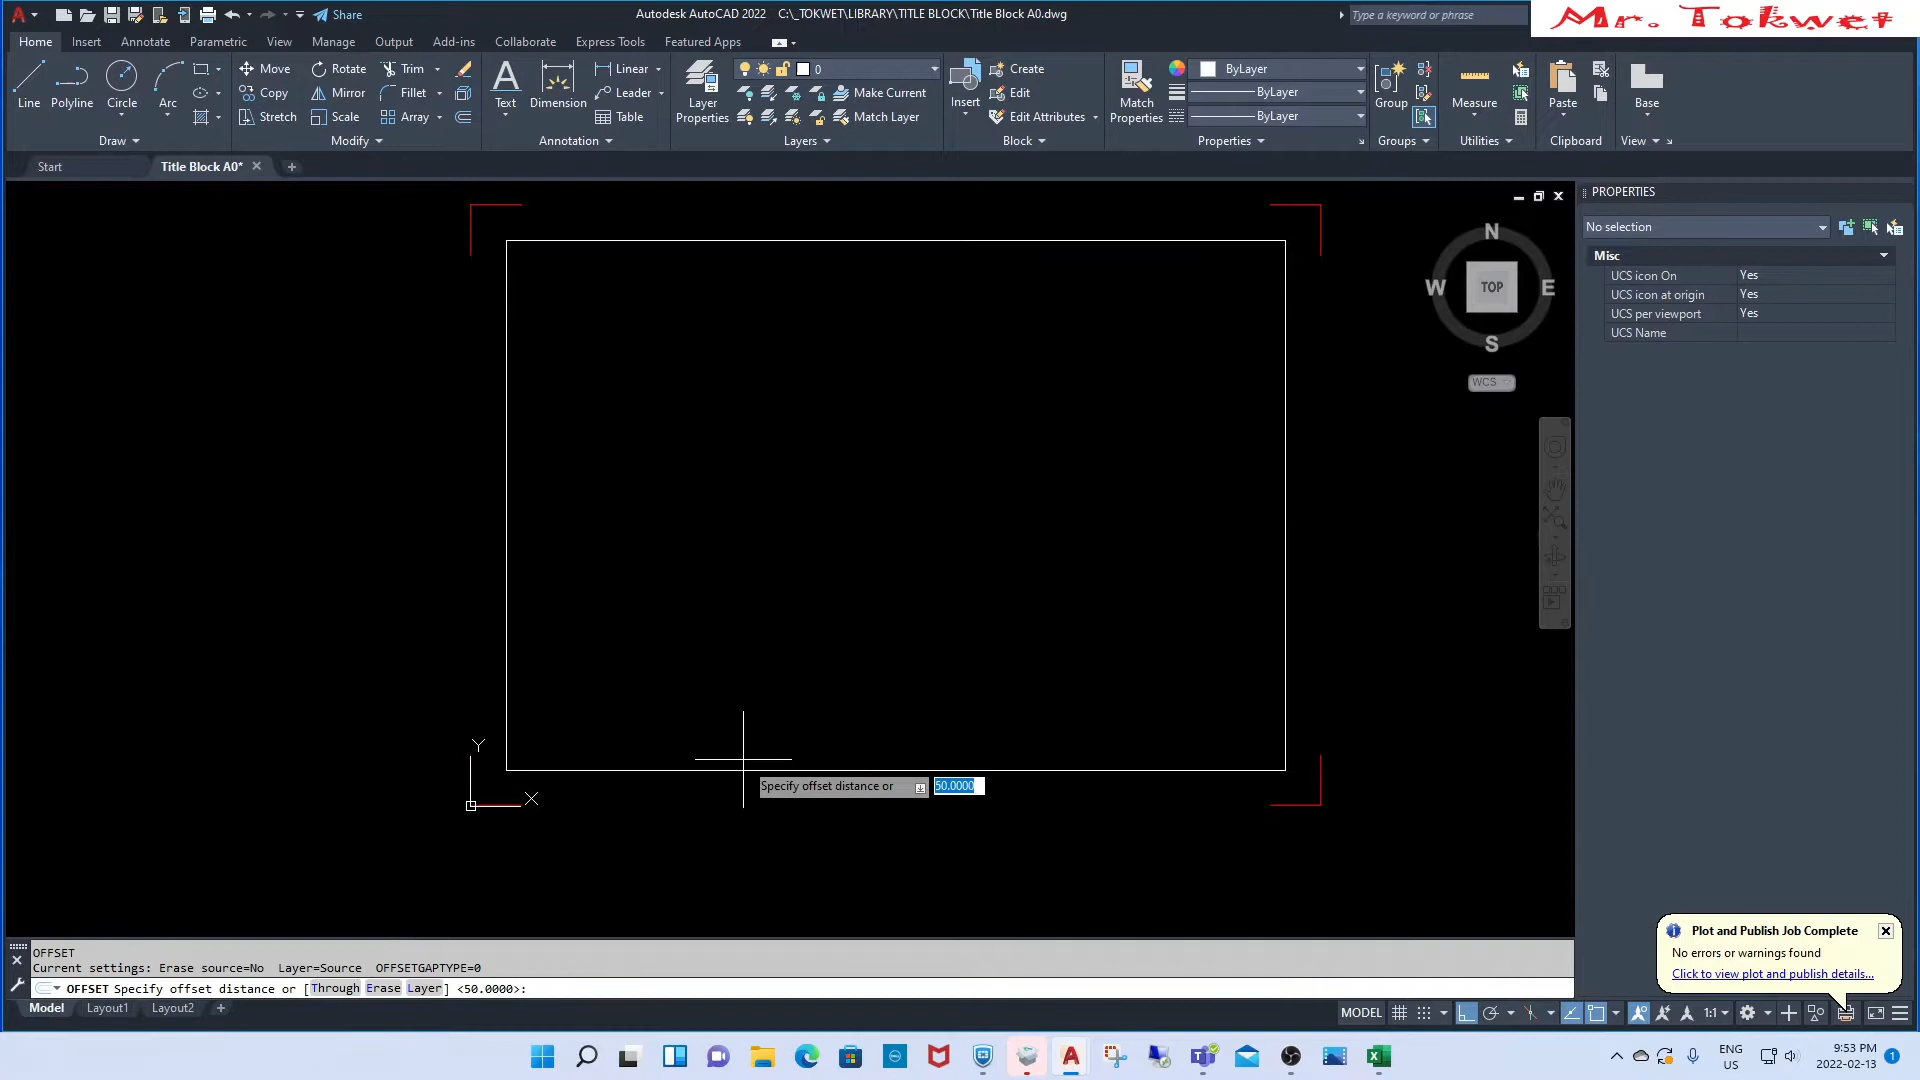 Share
Autodesk AutoCAD 2022 C:\_TOKWET\LIBRARY\TITLE BLOCK\Title Block A0.dwg
Type a keyword or phrase
Mr. Tokwet
Home Insert Annotate Parametric View Manage Output Add-ins Collaborate Express Tools Featured Apps
Line Polyline Circle Arc
Move Rotate Trim
Copy Mirror Fillet
Stretch Scale Array
Text Dimension
Linear
Leader
Table
Layer Properties
0
Make Current
Match Layer
Insert
Create
Edit
Edit Attributes
Match Properties
ByLayer
ByLayer
ByLayer
Group
Measure
Paste
Base
Draw Modify Annotation Layers Block Properties Groups Utilities Clipboard View
Start Title Block A0*
PROPERTIES
No selection
Misc
UCS icon On Yes
UCS icon at origin Yes
UCS per viewport Yes
UCS Name
N
W TOP E
S
WCS
Y
X
Specify offset distance or 50.0000
OFFSET
Current settings: Erase source=No Layer=Source OFFSETGAPTYPE=0
OFFSET Specify offset distance or [Through Erase Layer] <50.0000>:
Plot and Publish Job Complete
No errors or warnings found
Click to view plot and publish details...
Model Layout1 Layout2
MODEL 1:1
ENG
US
9:53 PM
2022-02-13
1